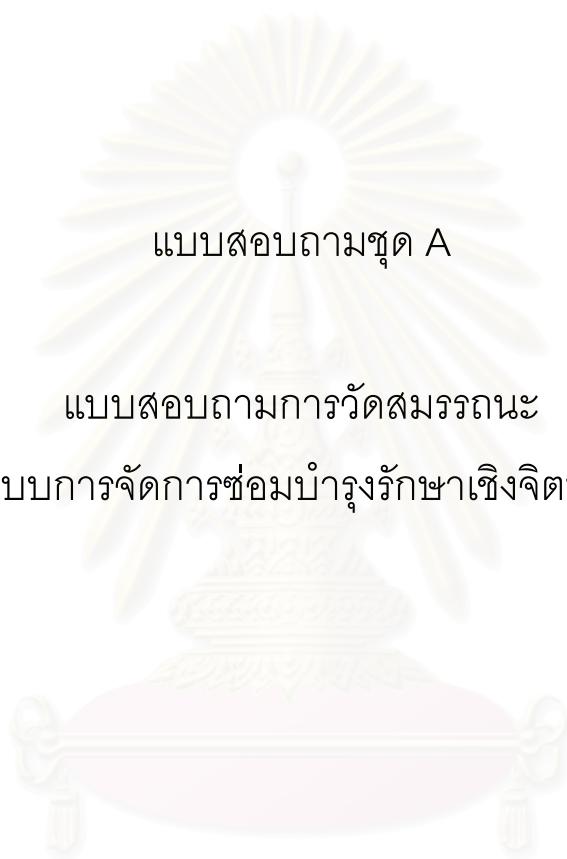 แบบสอบถามชุด A
แบบสอบถามการวัดสมรรถนะ
บบการจัดการซ่อมบำรุงรักษาเชิงจิต